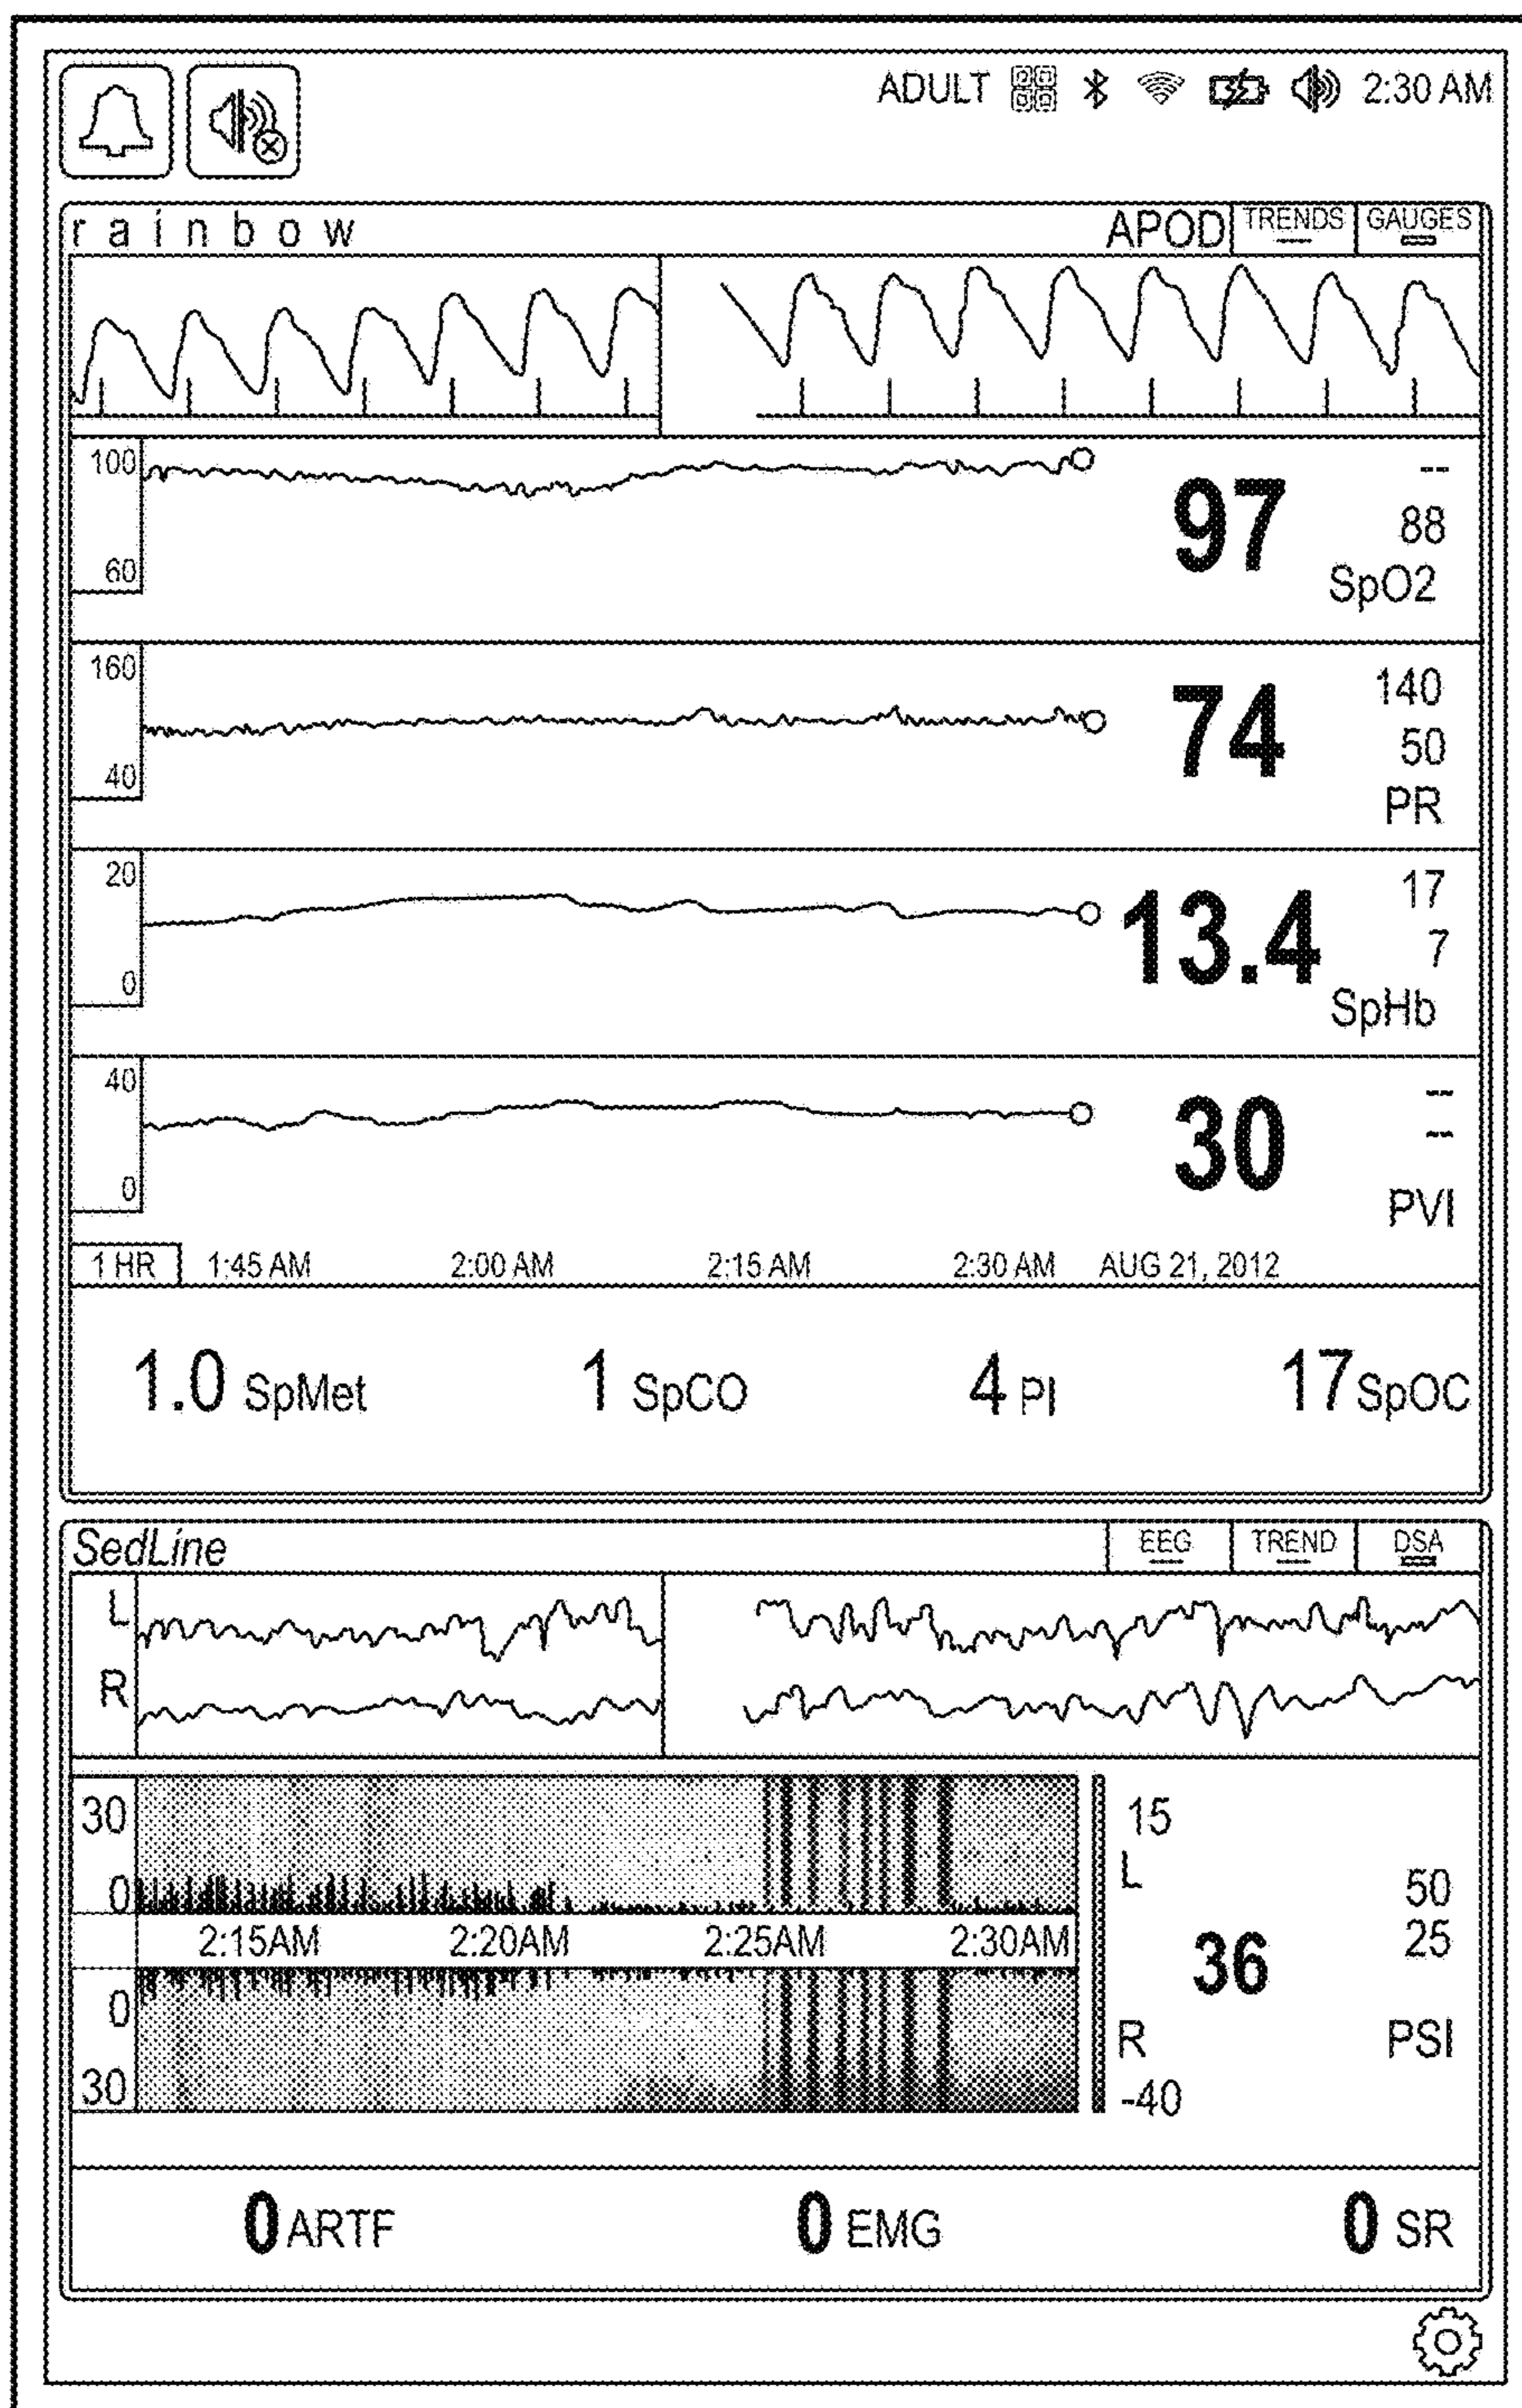 ADULT 2:30 AM
rainbow APOD TRENDS GAUGES
100
60
97
--
88
SpO2
160
40
74
140
50
PR
20
0
13.4
17
7
SpHb
40
0
30
--
--
PVI
1 HR 1:45 AM 2:00 AM 2:15 AM 2:30 AM AUG 21, 2012
1.0 SpMet 1 SpCO 4 PI 17 SpOC
SedLine EEG TREND DSA
L
R
30
0
2:15AM 2:20AM 2:25AM 2:30AM
0
30
15
L
R
-40
36
50
25
PSI
0 ARTF 0 EMG 0 SR